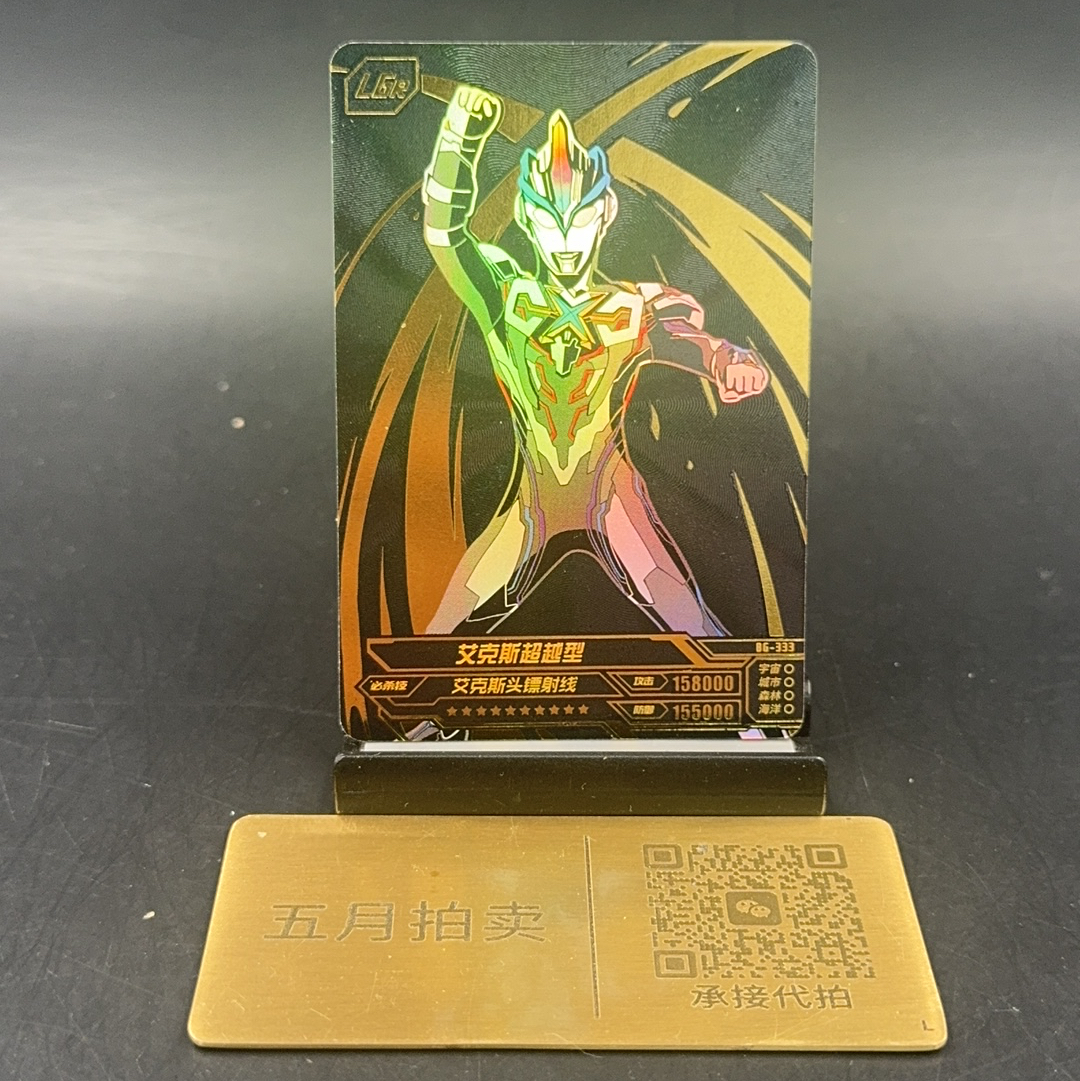 LGR
艾克斯超越型
BG-333
必杀技
艾克斯头镖射线
攻击
158000
防御
155000
宇宙
城市
森林
海洋
五月拍卖
承接代拍
L